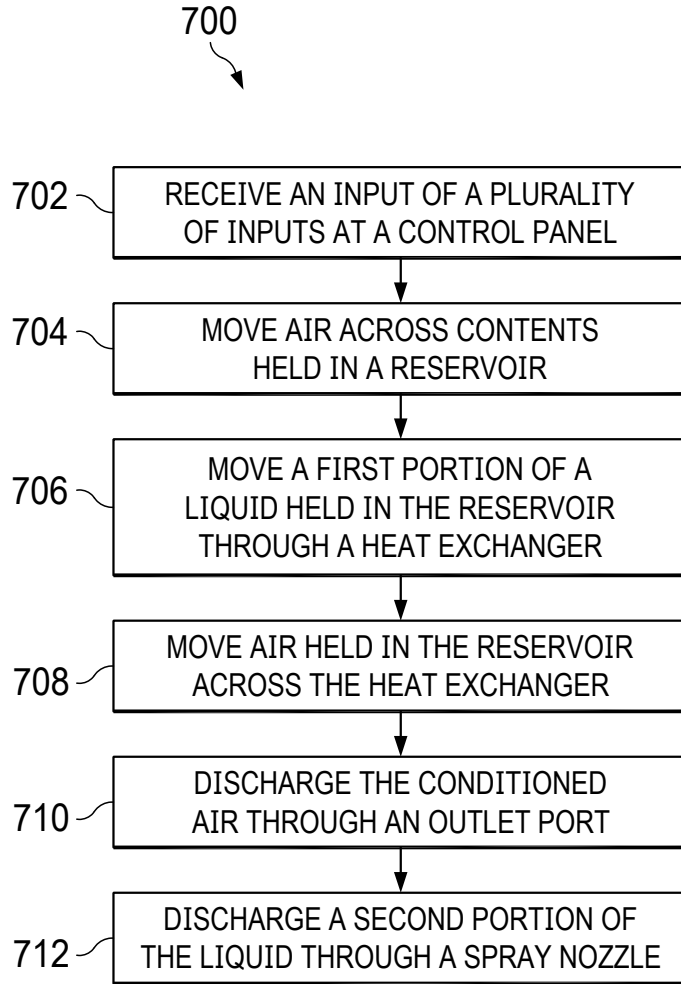 700
702
RECEIVE AN INPUT OF A PLURALITY
OF INPUTS AT A CONTROL PANEL
704
MOVE AIR ACROSS CONTENTS
HELD IN A RESERVOIR
706
MOVE A FIRST PORTION OF A
LIQUID HELD IN THE RESERVOIR
THROUGH A HEAT EXCHANGER
708
MOVE AIR HELD IN THE RESERVOIR
ACROSS THE HEAT EXCHANGER
710
DISCHARGE THE CONDITIONED
AIR THROUGH AN OUTLET PORT
712
DISCHARGE A SECOND PORTION OF
THE LIQUID THROUGH A SPRAY NOZZLE